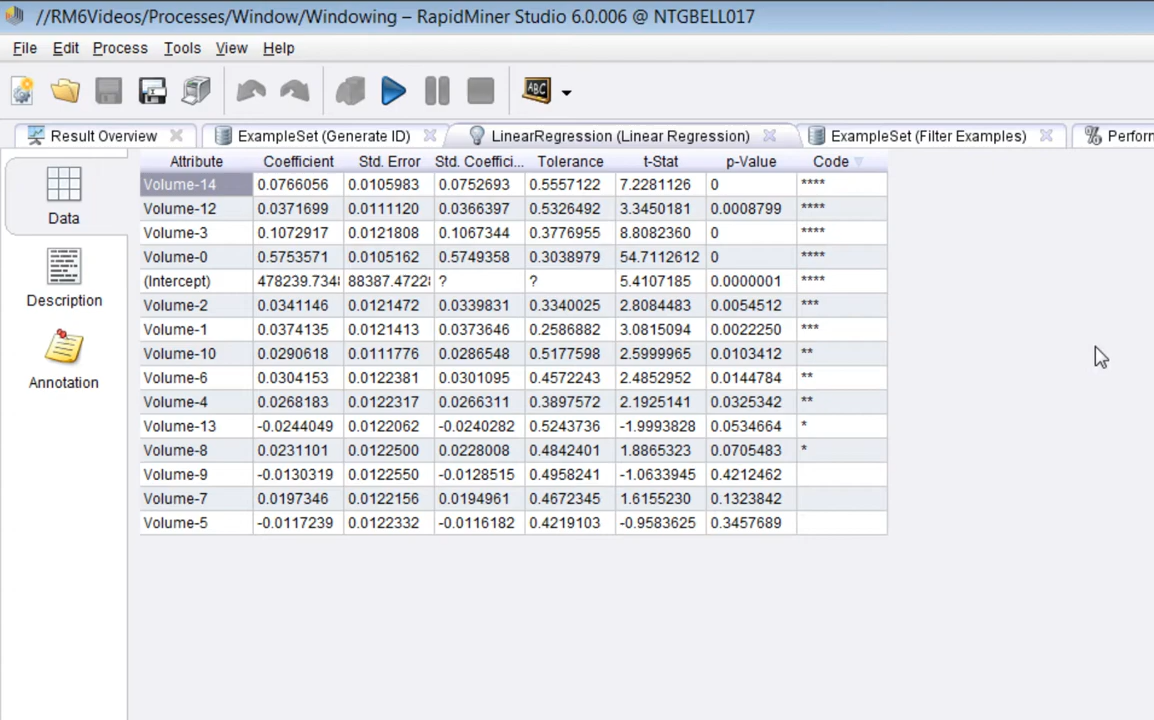 //RM6Videos/Processes/Window/Windowing – RapidMiner Studio 6.0.006 @ NTGBELL017
File Edit Process Tools View Help
ABC
Result Overview ExampleSet (Generate ID) LinearRegression (Linear Regression) ExampleSet (Filter Examples) % Perforn
Data
Description
Annotation
Attribute Coefficient Std. Error Std. Coeffici... Tolerance t-Stat p-Value Code
Volume-14 0.0766056 0.0105983 0.0752693 0.5557122 7.2281126 0 ****
Volume-12 0.0371699 0.0111120 0.0366397 0.5326492 3.3450181 0.0008799 ****
Volume-3 0.1072917 0.0121808 0.1067344 0.3776955 8.8082360 0 ****
Volume-0 0.5753571 0.0105162 0.5749358 0.3038979 54.7112612 0 ****
(Intercept) 478239.734 88387.4722 ? ? 5.4107185 0.0000001 ****
Volume-2 0.0341146 0.0121472 0.0339831 0.3340025 2.8084483 0.0054512 ***
Volume-1 0.0374135 0.0121413 0.0373646 0.2586882 3.0815094 0.0022250 ***
Volume-10 0.0290618 0.0111776 0.0286548 0.5177598 2.5999965 0.0103412 **
Volume-6 0.0304153 0.0122381 0.0301095 0.4572243 2.4852952 0.0144784 **
Volume-4 0.0268183 0.0122317 0.0266311 0.3897572 2.1925141 0.0325342 **
Volume-13 -0.0244049 0.0122062 -0.0240282 0.5243736 -1.9993828 0.0534664 *
Volume-8 0.0231101 0.0122500 0.0228008 0.4842401 1.8865323 0.0705483 *
Volume-9 -0.0130319 0.0122550 -0.0128515 0.4958241 -1.0633945 0.4212462
Volume-7 0.0197346 0.0122156 0.0194961 0.4672345 1.6155230 0.1323842
Volume-5 -0.0117239 0.0122332 -0.0116182 0.4219103 -0.9583625 0.3457689